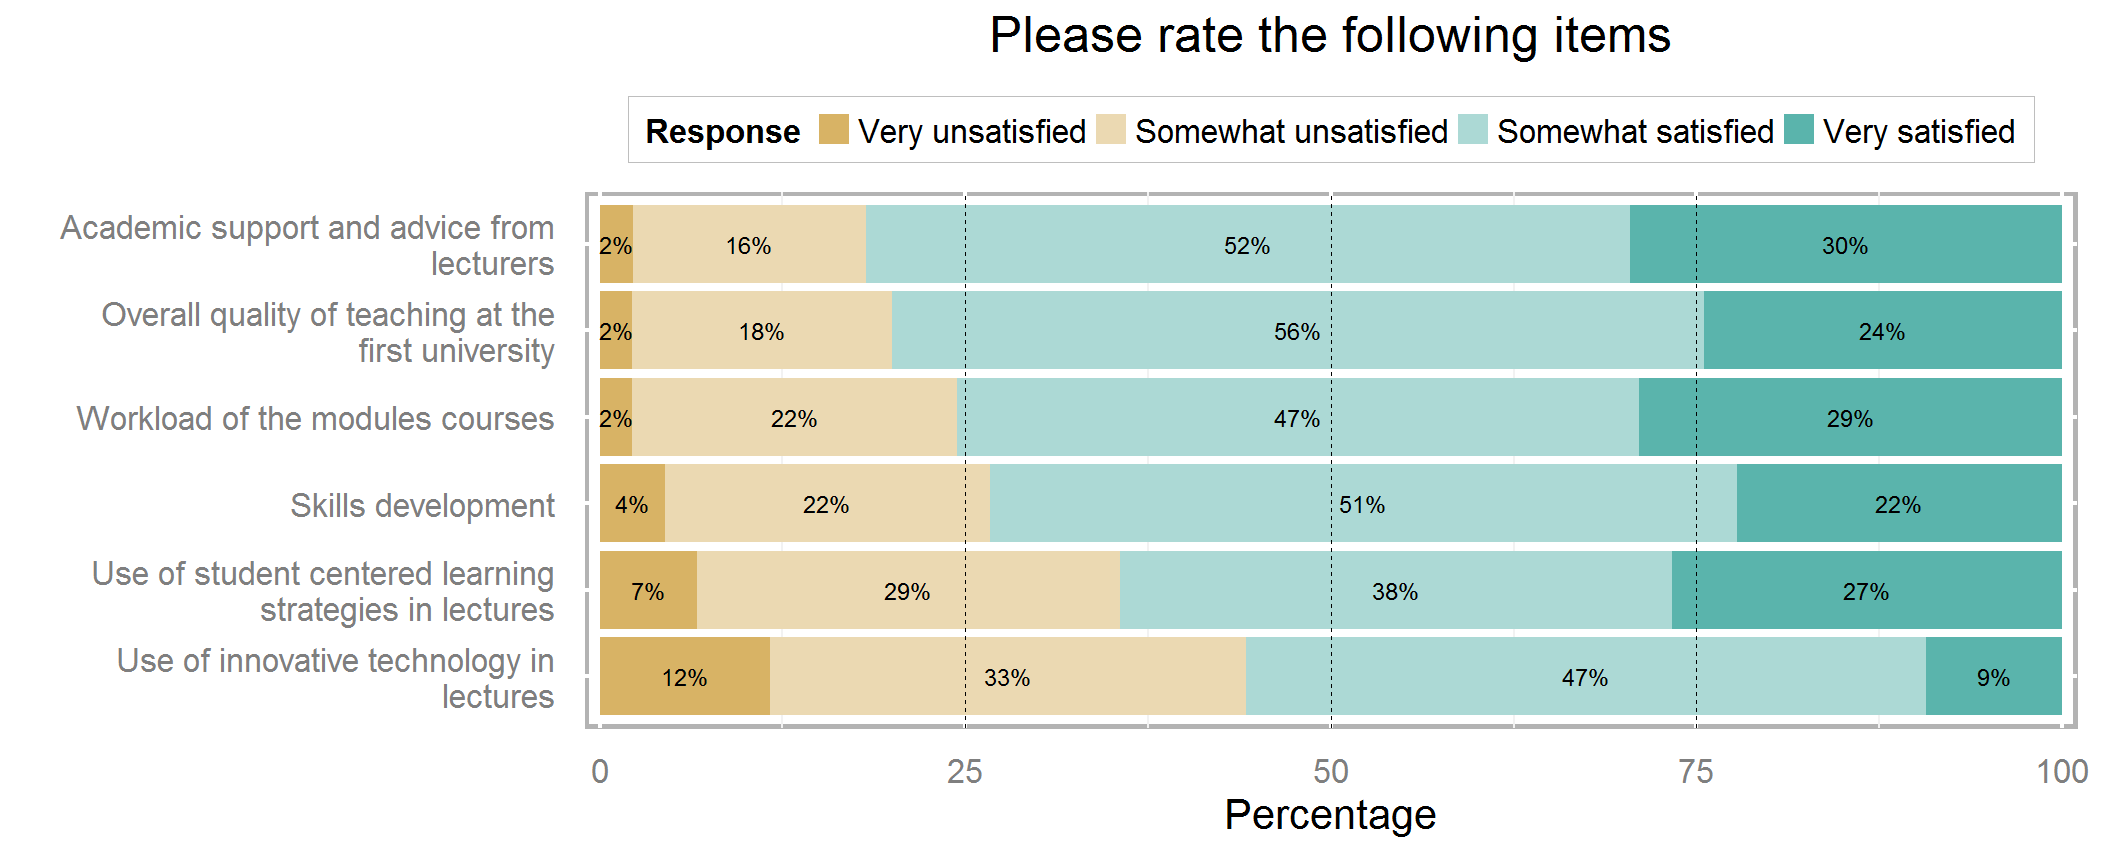 Please rate the following items
Response Very unsatisfied Somewhat unsatisfied Somewhat satisfied Very satisfied
Academic support and advice from
lecturers
2% 16% 52% 30%
Overall quality of teaching at the
first university
2% 18% 56% 24%
Workload of the modules courses
2% 22% 47% 29%
Skills development
4% 22% 51% 22%
Use of student centered learning
strategies in lectures
7% 29% 38% 27%
Use of innovative technology in
lectures
12% 33% 47% 9%
0 25 50 75 100
Percentage